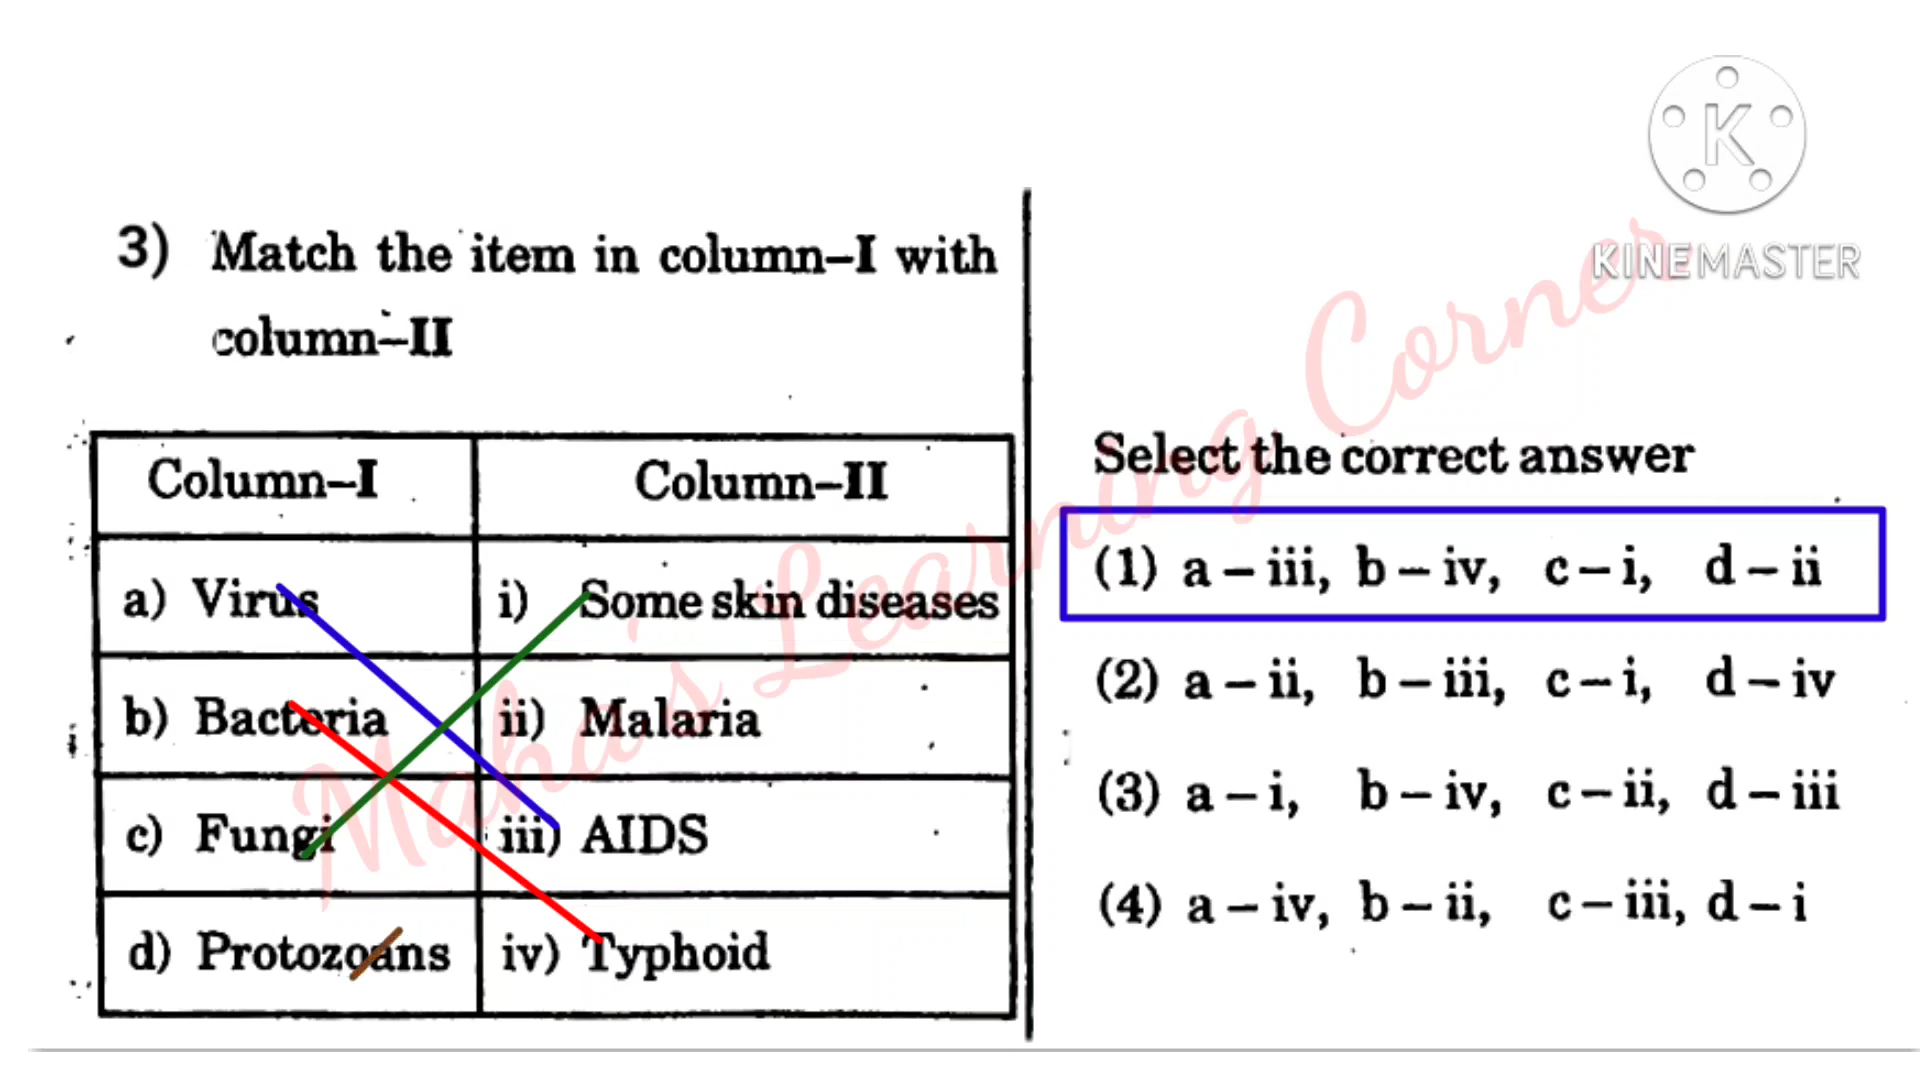 3) Match the item in column–I with
column–II
Column–I Column–II
a) Virus i) Some skin diseases
b) Bacteria ii) Malaria
c) Fungi iii) AIDS
d) Protozoans iv) Typhoid
Select the correct answer
(1) a – iii, b – iv, c – i, d – ii
(2) a – ii, b – iii, c – i, d – iv
(3) a – i, b – iv, c – ii, d – iii
(4) a – iv, b – ii, c – iii, d – i
K
KINEMASTER
Maha's Learning Corner